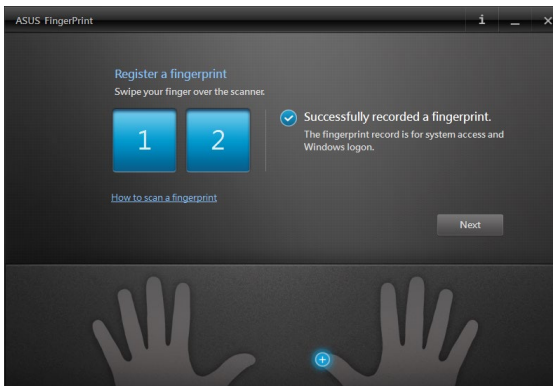 ASUS FingerPrint
Register a fingerprint
Swipe your finger over the scanner.
1 2
Successfully recorded a fingerprint.
The fingerprint record is for system access and
Windows logon.
How to scan a fingerprint
Next